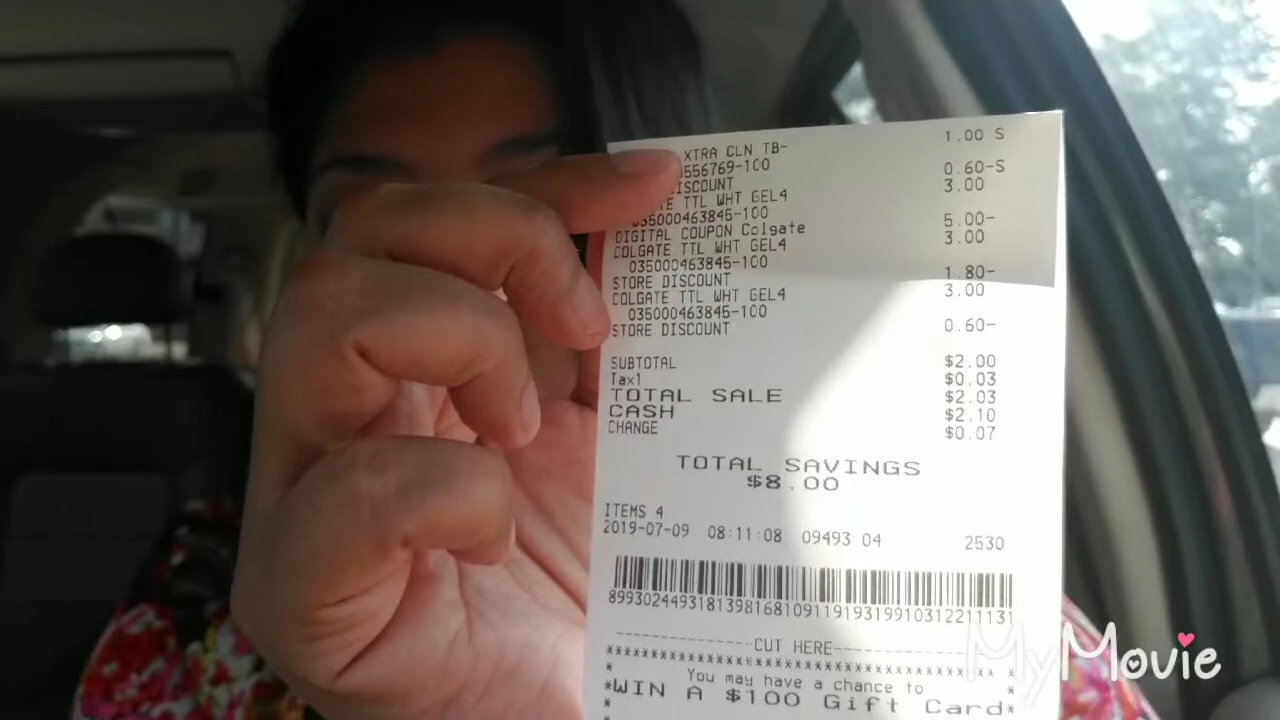 1.00 S
XTRA CLN TB-
556769-100 0.60-S
DISCOUNT 3.00
TTL WHT GEL4
035000463845-100 5.00-
DIGITAL COUPON Colgate 3.00
COLGATE TTL WHT GEL4
035000463845-100 1.80-
STORE DISCOUNT 3.00
COLGATE TTL WHT GEL4
035000463845-100 0.60-
STORE DISCOUNT
SUBTOTAL $2.00
Tax1 $0.03
TOTAL SALE $2.03
CASH $2.10
CHANGE $0.07
TOTAL SAVINGS
$8.00
ITEMS 4
2019-07-09 08:11:08 09493 04 2530
899302449318139816810911919319910312211131
---------------CUT HERE---------------
You may have a chance to
*WIN A $100 Gift Card*
MyMovie